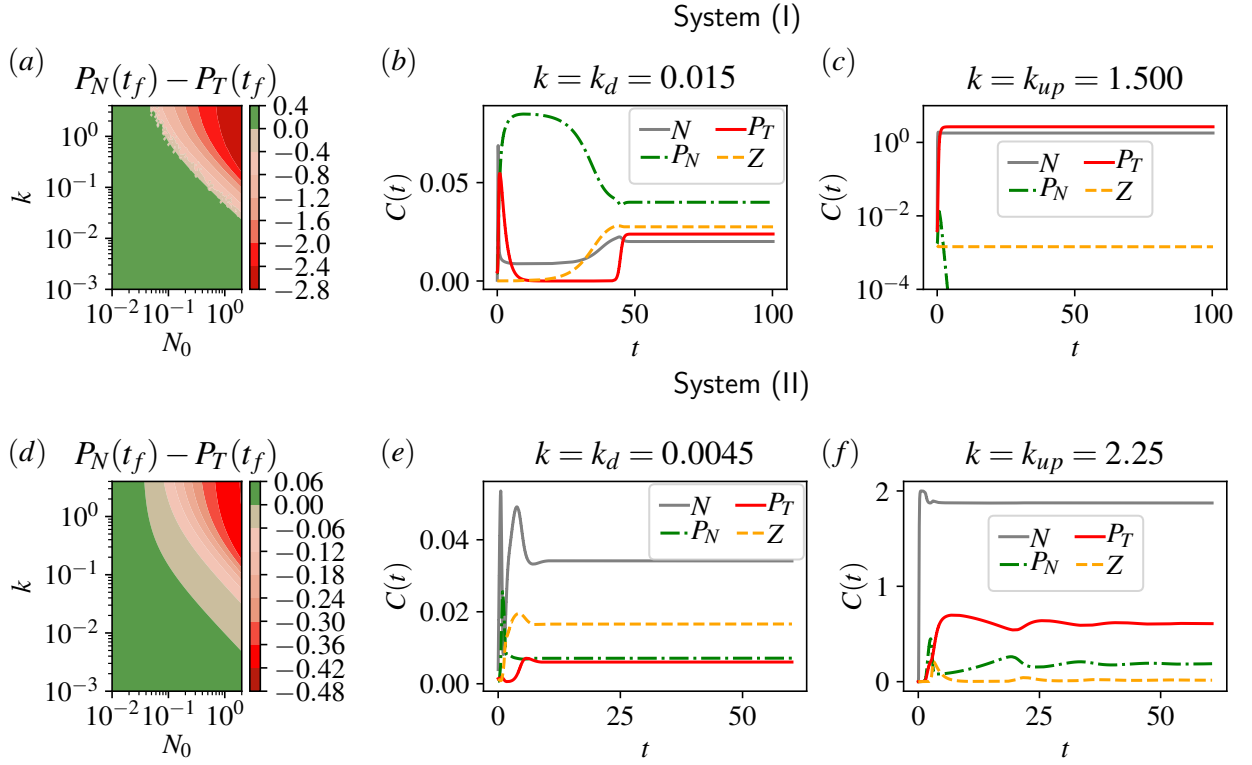 System (I)
(a)
P_N(t_f) − P_T(t_f)
k
10^0
10^{-1}
10^{-2}
10^{-3}
10^{-2} 10^{-1} 10^0
N_0
0.4
0.0
−0.4
−0.8
−1.2
−1.6
−2.0
−2.4
−2.8
(b)
k = k_d = 0.015
C(t)
0.05
0.00
0 50 100
t
N P_T
P_N Z
(c)
k = k_{up} = 1.500
C(t)
10^0
10^{-2}
10^{-4}
0 50 100
t
N P_T
P_N Z
System (II)
(d)
P_N(t_f) − P_T(t_f)
k
10^0
10^{-1}
10^{-2}
10^{-3}
10^{-2} 10^{-1} 10^0
N_0
0.06
0.00
−0.06
−0.12
−0.18
−0.24
−0.30
−0.36
−0.42
−0.48
(e)
k = k_d = 0.0045
C(t)
0.04
0.02
0.00
0 25 50
t
N P_T
P_N Z
(f)
k = k_{up} = 2.25
C(t)
2
1
0
0 25 50
t
N P_T
P_N Z